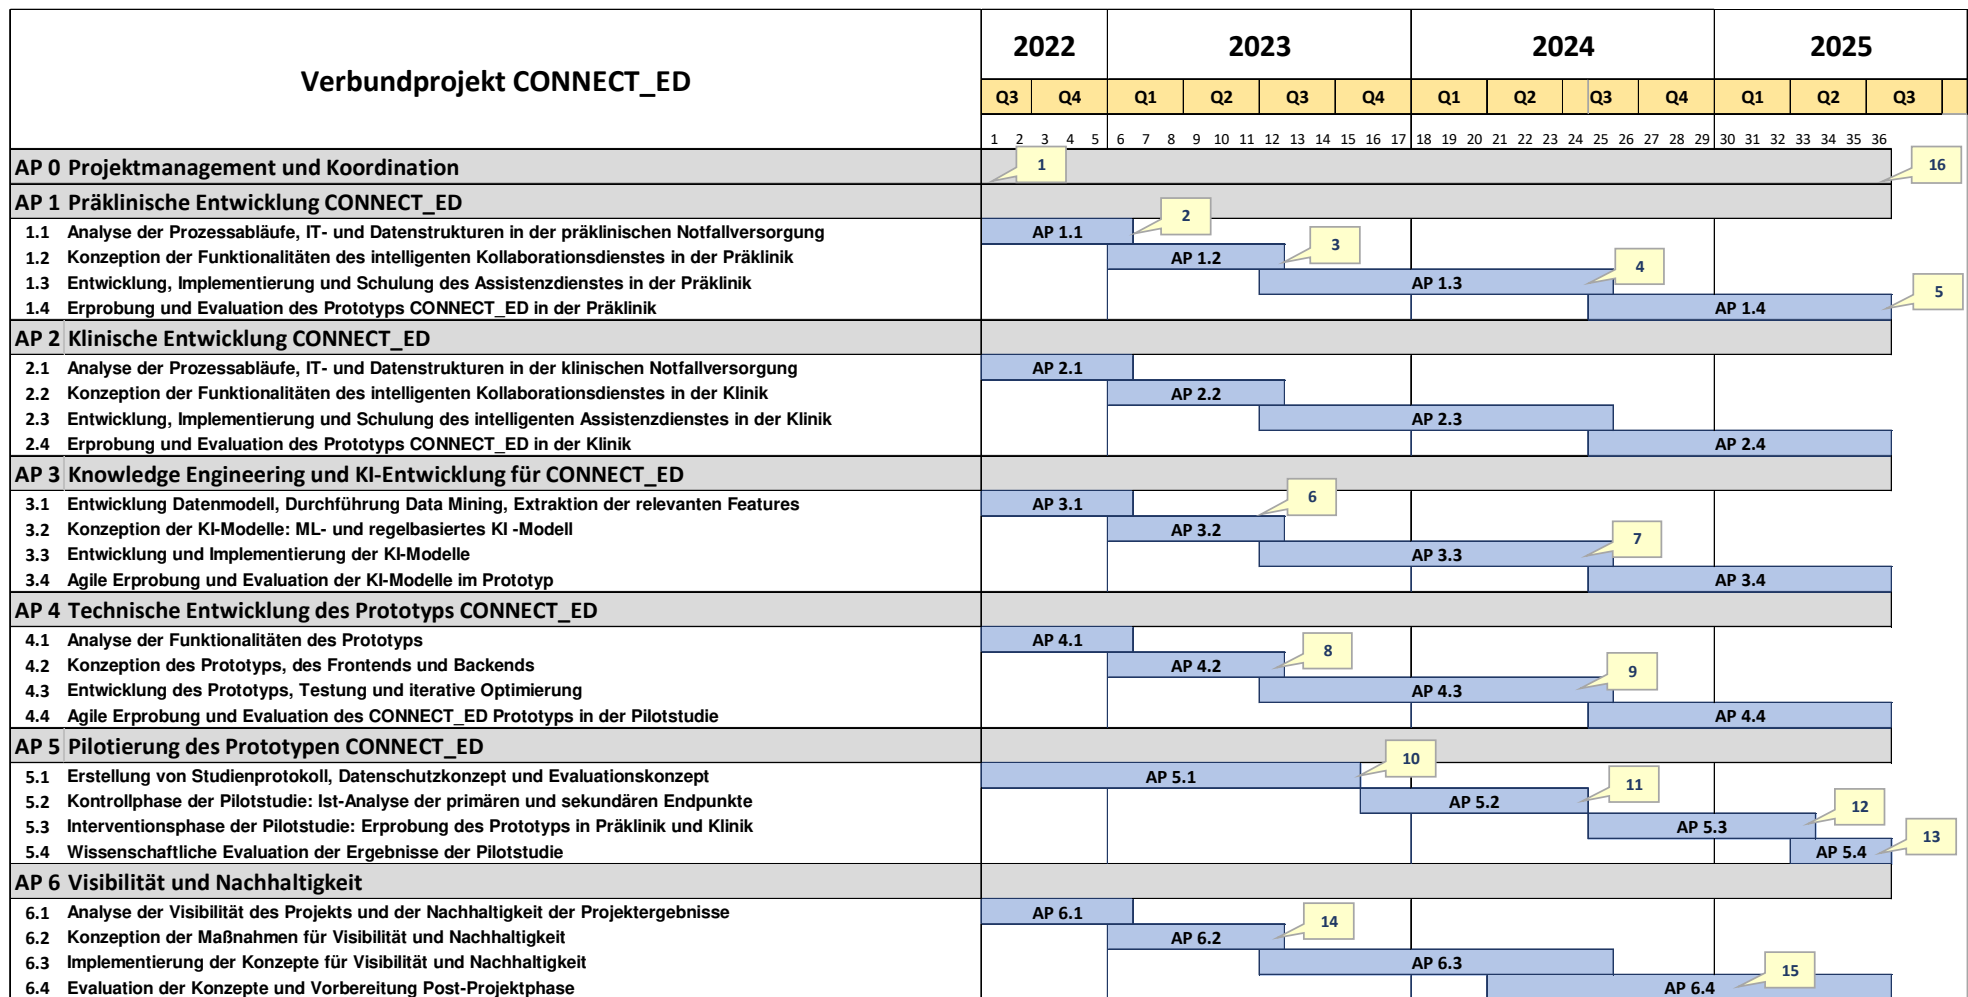 Verbundprojekt CONNECT_ED
2022 2023 2024 2025
Q3 Q4 Q1 Q2 Q3 Q4 Q1 Q2 Q3 Q4 Q1 Q2 Q3
1 2 3 4 5 6 7 8 9 10 11 12 13 14 15 16 17 18 19 20 21 22 23 24 25 26 27 28 29 30 31 32 33 34 35 36
AP 0 Projektmanagement und Koordination 1 16
AP 1 Präklinische Entwicklung CONNECT_ED
1.1 Analyse der Prozessabläufe, IT- und Datenstrukturen in der präklinischen Notfallversorgung AP 1.1 2
1.2 Konzeption der Funktionalitäten des intelligenten Kollaborationsdienstes in der Präklinik AP 1.2 3
1.3 Entwicklung, Implementierung und Schulung des Assistenzdienstes in der Präklinik AP 1.3 4
1.4 Erprobung und Evaluation des Prototyps CONNECT_ED in der Präklinik AP 1.4 5
AP 2 Klinische Entwicklung CONNECT_ED
2.1 Analyse der Prozessabläufe, IT- und Datenstrukturen in der klinischen Notfallversorgung AP 2.1
2.2 Konzeption der Funktionalitäten des intelligenten Kollaborationsdienstes in der Klinik AP 2.2
2.3 Entwicklung, Implementierung und Schulung des intelligenten Assistenzdienstes in der Klinik AP 2.3
2.4 Erprobung und Evaluation des Prototyps CONNECT_ED in der Klinik AP 2.4
AP 3 Knowledge Engineering und KI-Entwicklung für CONNECT_ED
3.1 Entwicklung Datenmodell, Durchführung Data Mining, Extraktion der relevanten Features AP 3.1 6
3.2 Konzeption der KI-Modelle: ML- und regelbasiertes KI -Modell AP 3.2
3.3 Entwicklung und Implementierung der KI-Modelle AP 3.3 7
3.4 Agile Erprobung und Evaluation der KI-Modelle im Prototyp AP 3.4
AP 4 Technische Entwicklung des Prototyps CONNECT_ED
4.1 Analyse der Funktionalitäten des Prototyps AP 4.1
4.2 Konzeption des Prototyps, des Frontends und Backends AP 4.2 8
4.3 Entwicklung des Prototyps, Testung und iterative Optimierung AP 4.3 9
4.4 Agile Erprobung und Evaluation des CONNECT_ED Prototyps in der Pilotstudie AP 4.4
AP 5 Pilotierung des Prototypen CONNECT_ED
5.1 Erstellung von Studienprotokoll, Datenschutzkonzept und Evaluationskonzept AP 5.1 10
5.2 Kontrollphase der Pilotstudie: Ist-Analyse der primären und sekundären Endpunkte AP 5.2 11
5.3 Interventionsphase der Pilotstudie: Erprobung des Prototyps in Präklinik und Klinik AP 5.3 12
5.4 Wissenschaftliche Evaluation der Ergebnisse der Pilotstudie AP 5.4 13
AP 6 Visibilität und Nachhaltigkeit
6.1 Analyse der Visibilität des Projekts und der Nachhaltigkeit der Projektergebnisse AP 6.1
6.2 Konzeption der Maßnahmen für Visibilität und Nachhaltigkeit AP 6.2 14
6.3 Implementierung der Konzepte für Visibilität und Nachhaltigkeit AP 6.3
6.4 Evaluation der Konzepte und Vorbereitung Post-Projektphase AP 6.4 15